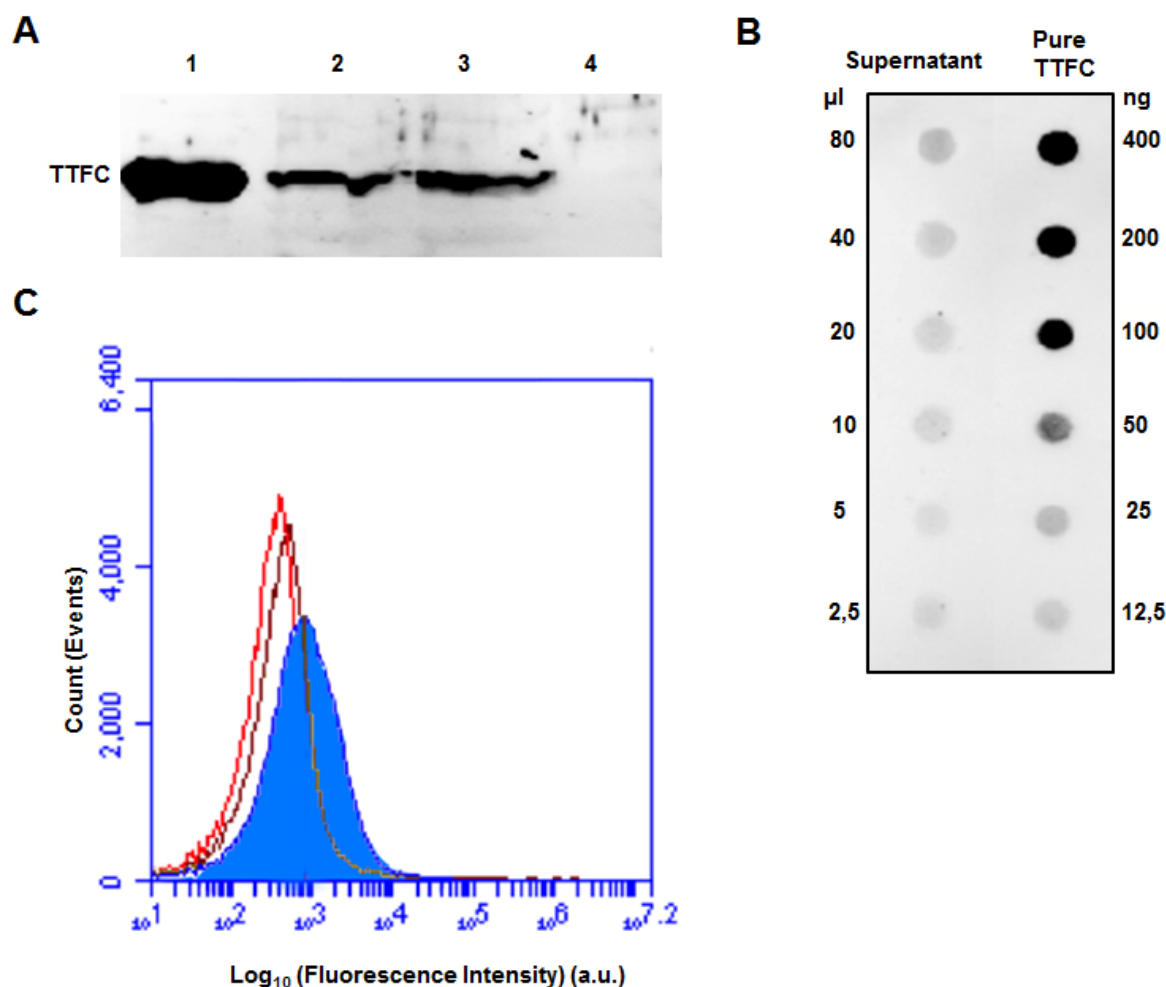 A
1 2 3 4
TTFC
B
Supernatant
Pure
TTFC
µl
ng
80 400
40 200
20 100
10 50
5 25
2,5 12,5
C
6,400
4,000
2,000
0
Count (Events)
10 1 10 2 10 3 10 4 10 5 10 6 10 7.2
Log10 (Fluorescence Intensity) (a.u.)